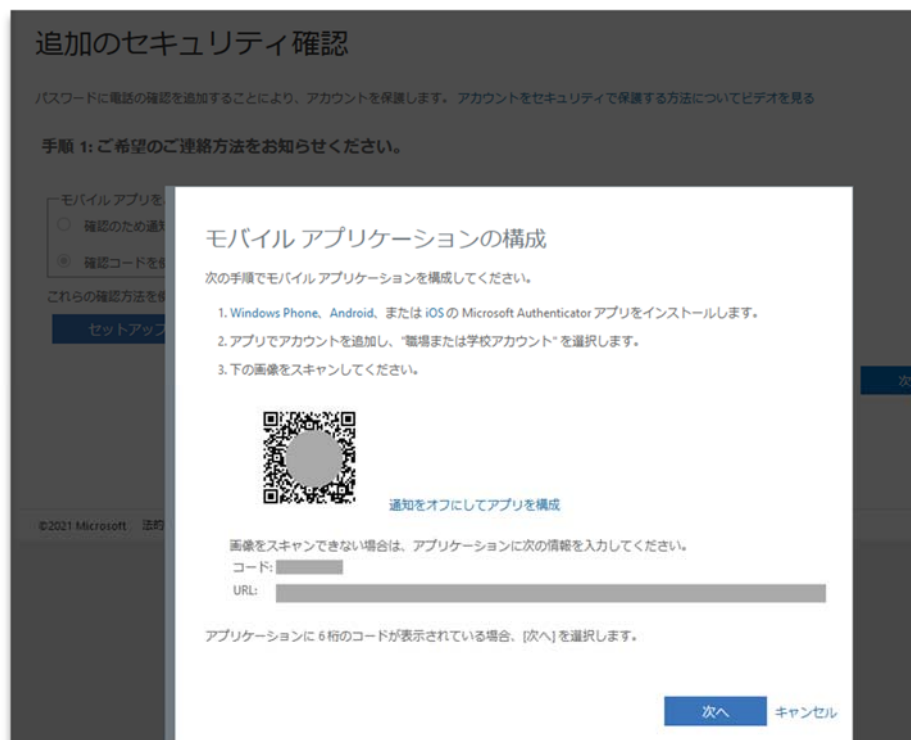 追加のセキュリティ確認
パスワードに電話の確認を追加することにより、アカウントを保護します。 アカウントをセキュリティで保護する方法についてビデオを見る
手順 1: ご希望のご連絡方法をお知らせください。
モバイル アプリを
確認のため通知
確認コードを使
これらの確認方法を使
セットアップ
次
モバイル アプリケーションの構成
次の手順でモバイル アプリケーションを構成してください。
1. Windows Phone、Android、または iOS の Microsoft Authenticator アプリをインストールします。
2. アプリでアカウントを追加し、"職場または学校アカウント" を選択します。
3. 下の画像をスキャンしてください。
通知をオフにしてアプリを構成
画像をスキャンできない場合は、アプリケーションに次の情報を入力してください。
コード:
URL:
アプリケーションに 6 桁のコードが表示されている場合、[次へ] を選択します。
次へ キャンセル
©2021 Microsoft 法的